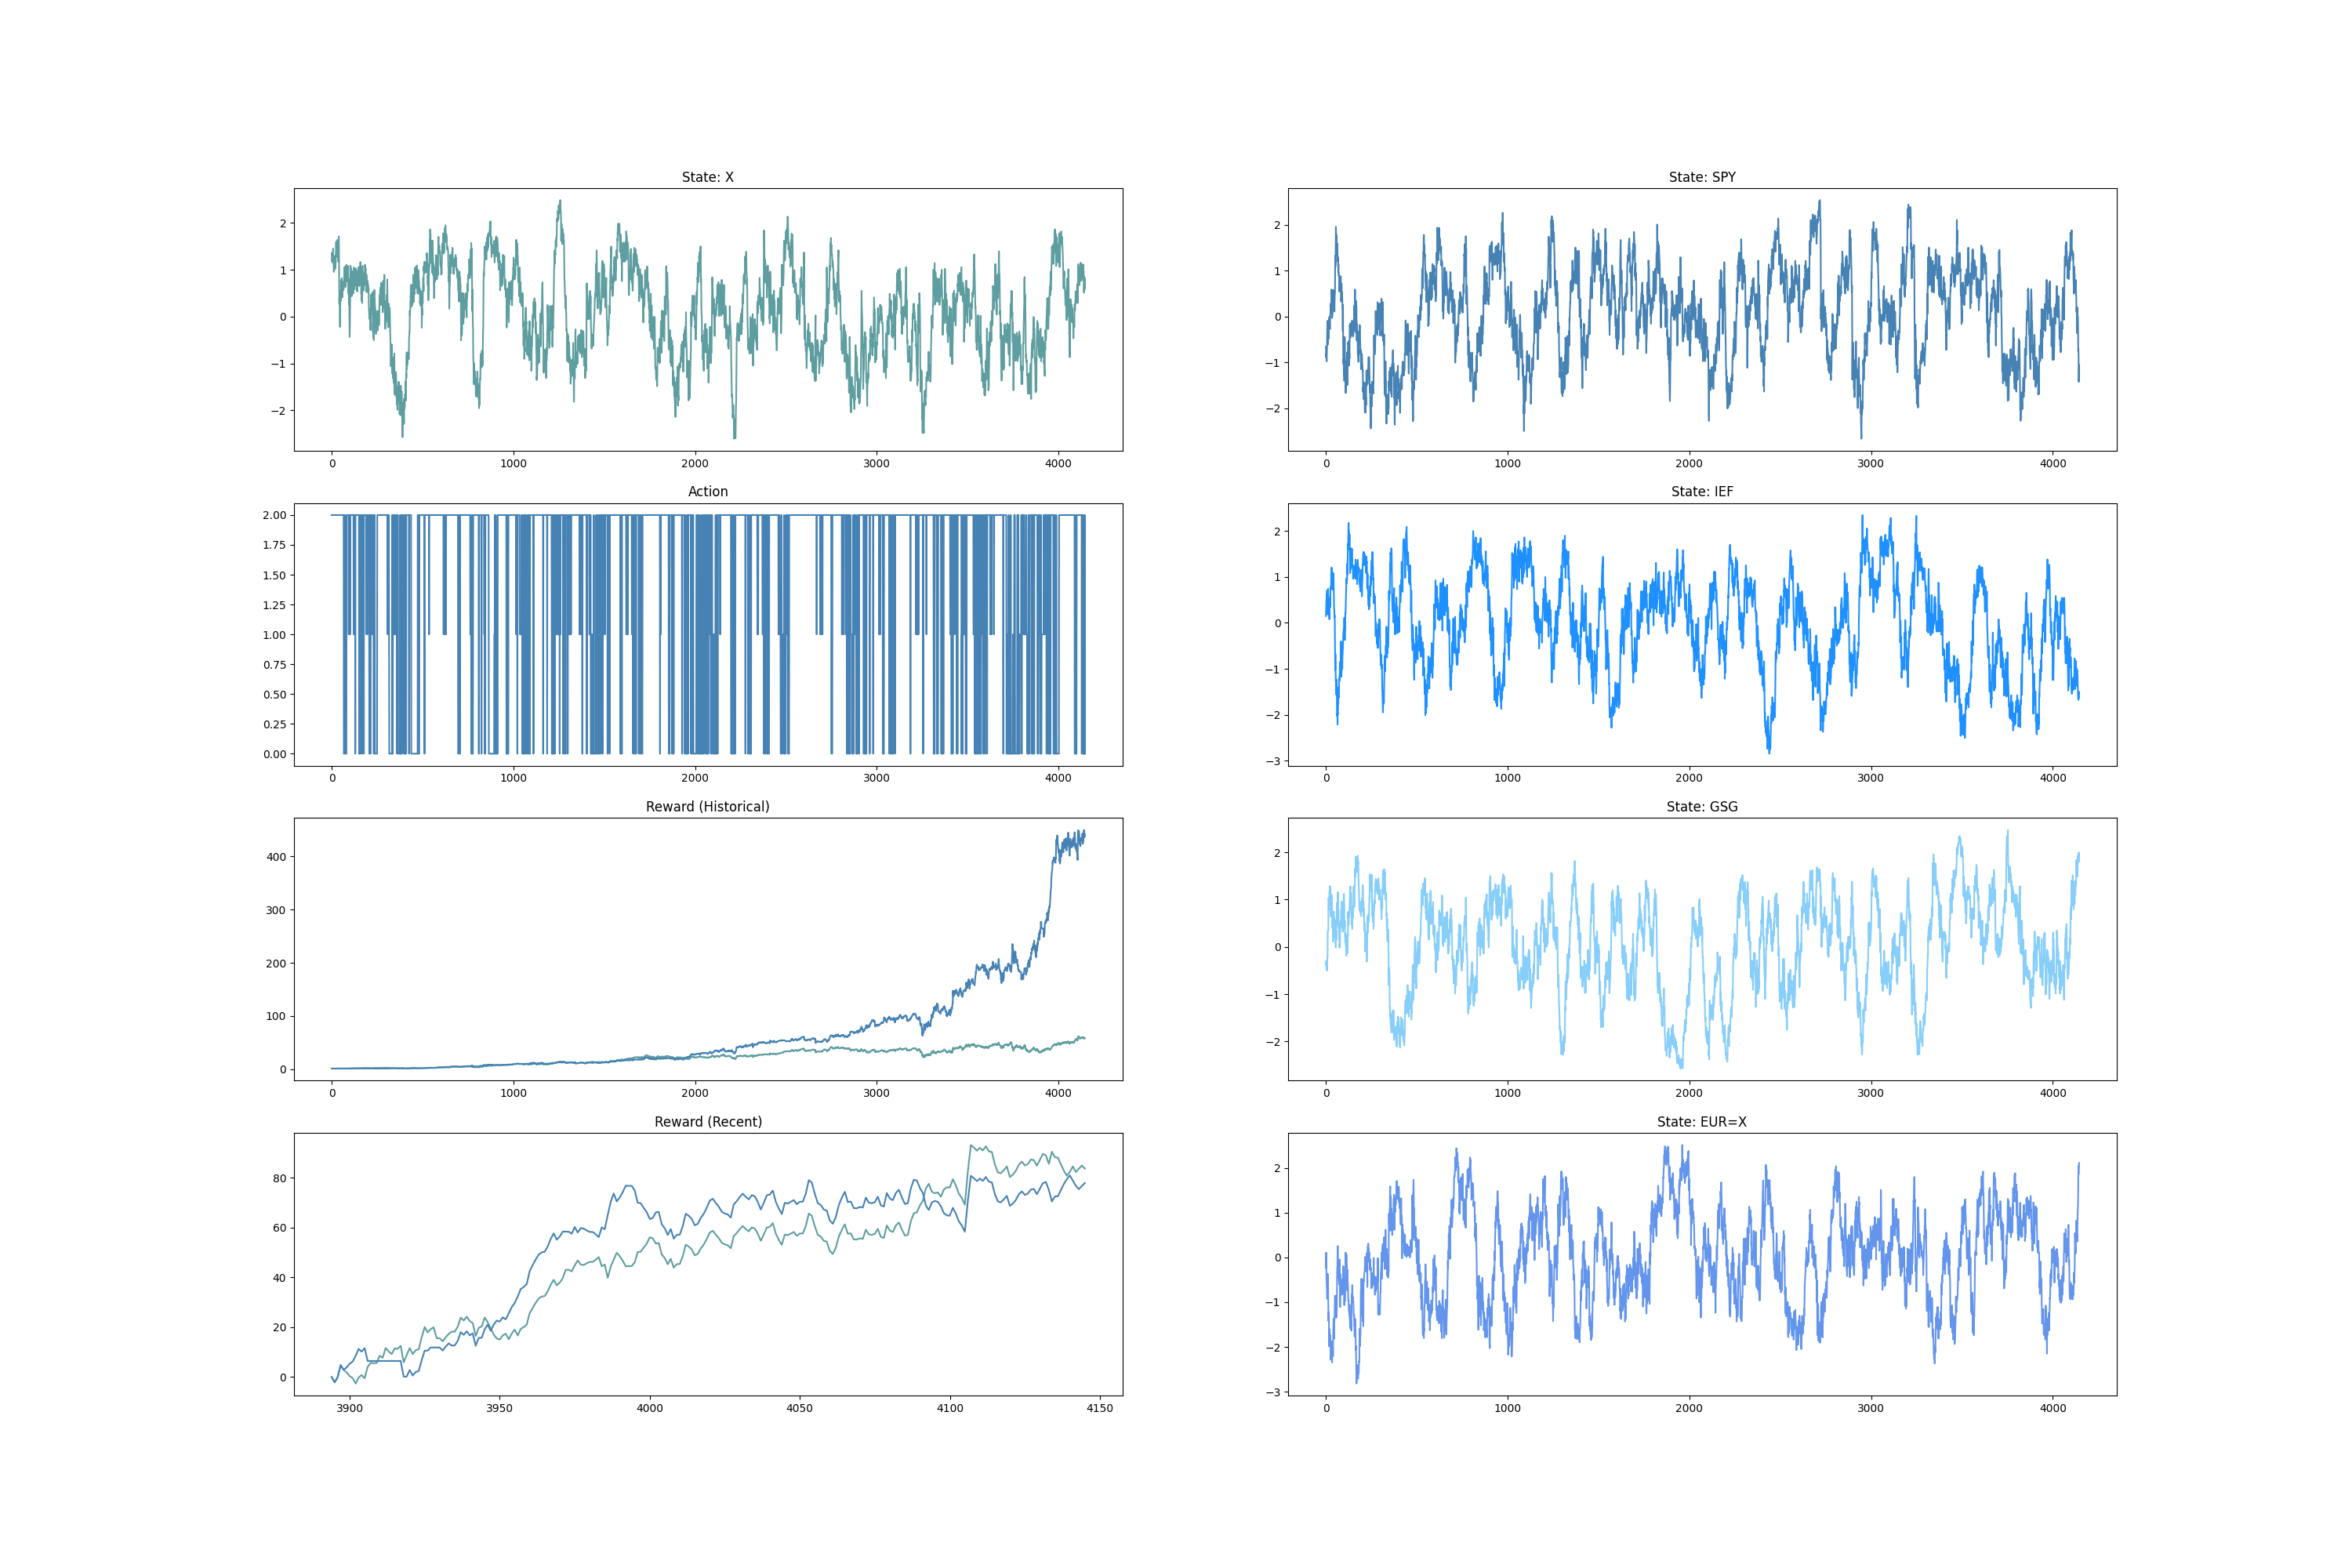 State: X
2
1
0
−1
−2
0 1000 2000 3000 4000
State: SPY
2
1
0
−1
−2
0 1000 2000 3000 4000
Action
2.00
1.75
1.50
1.25
1.00
0.75
0.50
0.25
0.00
0 1000 2000 3000 4000
State: IEF
2
1
0
−1
−2
−3
0 1000 2000 3000 4000
Reward (Historical)
400
300
200
100
0
0 1000 2000 3000 4000
State: GSG
2
1
0
−1
−2
0 1000 2000 3000 4000
Reward (Recent)
80
60
40
20
0
3900 3950 4000 4050 4100 4150
State: EUR=X
2
1
0
−1
−2
−3
0 1000 2000 3000 4000